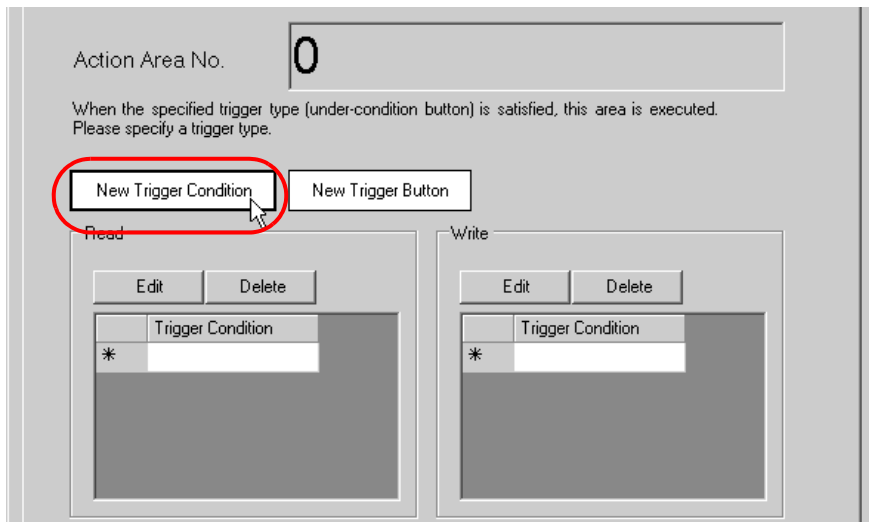 Action Area No. 0
When the specified trigger type (under-condition button) is satisfied, this area is executed.
Please specify a trigger type.
New Trigger Condition New Trigger Button
Read Write
Edit Delete Edit Delete
Trigger Condition Trigger Condition
* *